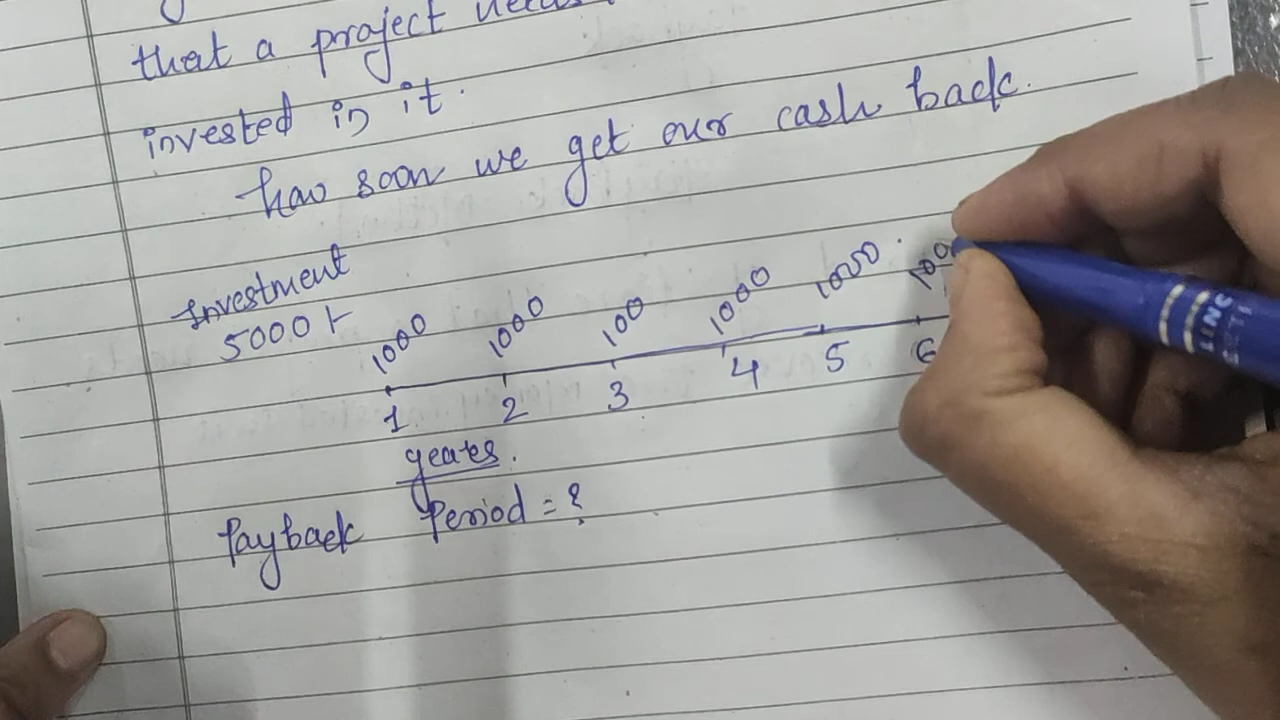 that a project
invested in it.
how soon we get our cash back.
Investment
5000 1000 1000 100 1000 1000 100
1 2 3 4 5 6
years.
Payback Period = ?